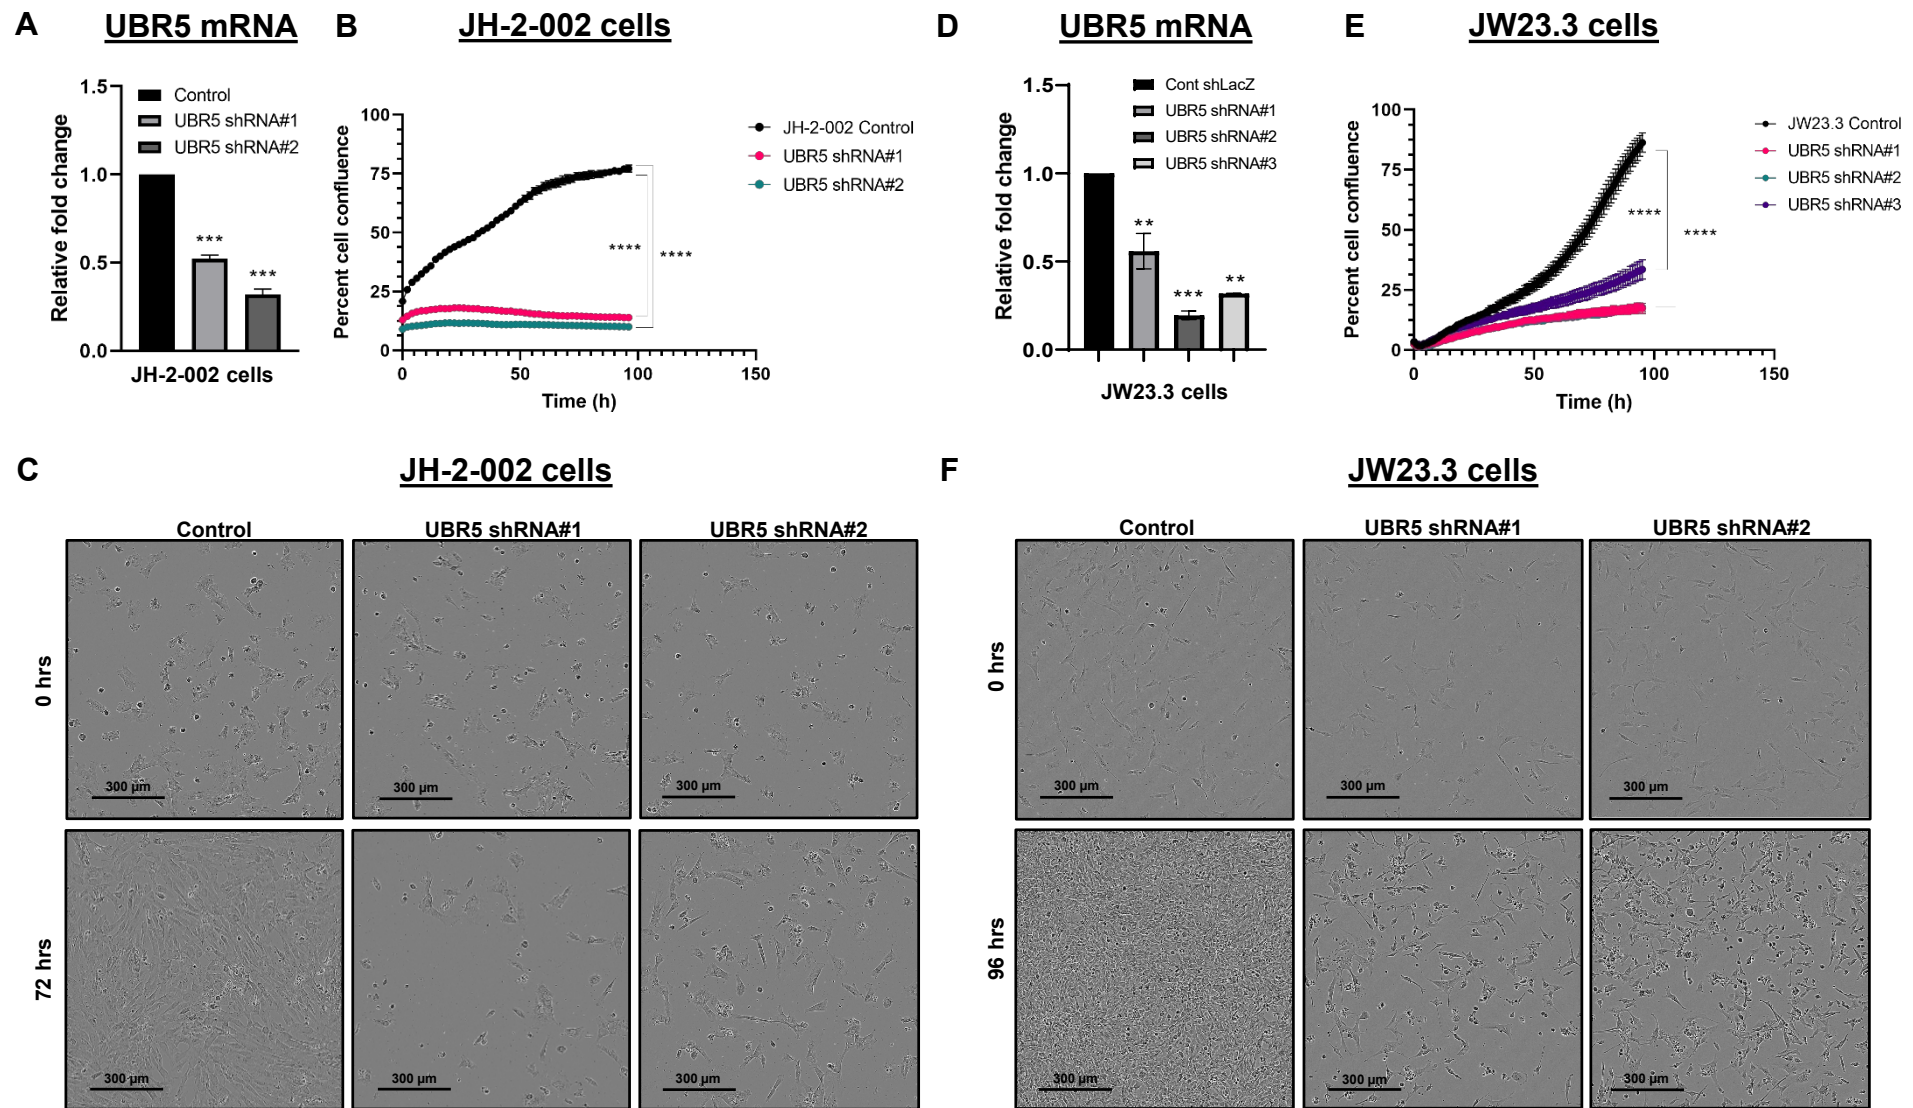 A
UBR5 mRNA
Relative fold change
1.5
1.0
0.5
0.0
Control
UBR5 shRNA#1
UBR5 shRNA#2
***
***
JH-2-002 cells
B
JH-2-002 cells
Percent cell confluence
100
75
50
25
0
0
50
100
150
Time (h)
JH-2-002 Control
UBR5 shRNA#1
UBR5 shRNA#2
****
****
D
UBR5 mRNA
Relative fold change
1.5
1.0
0.5
0.0
Cont shLacZ
UBR5 shRNA#1
UBR5 shRNA#2
UBR5 shRNA#3
**
***
**
JW23.3 cells
E
JW23.3 cells
Percent cell confluence
100
75
50
25
0
0
50
100
150
Time (h)
JW23.3 Control
UBR5 shRNA#1
UBR5 shRNA#2
UBR5 shRNA#3
****
****
C
JH-2-002 cells
Control
UBR5 shRNA#1
UBR5 shRNA#2
0 hrs
300 µm
300 µm
300 µm
72 hrs
300 µm
300 µm
300 µm
F
JW23.3 cells
Control
UBR5 shRNA#1
UBR5 shRNA#2
0 hrs
300 µm
300 µm
300 µm
96 hrs
300 µm
300 µm
300 µm